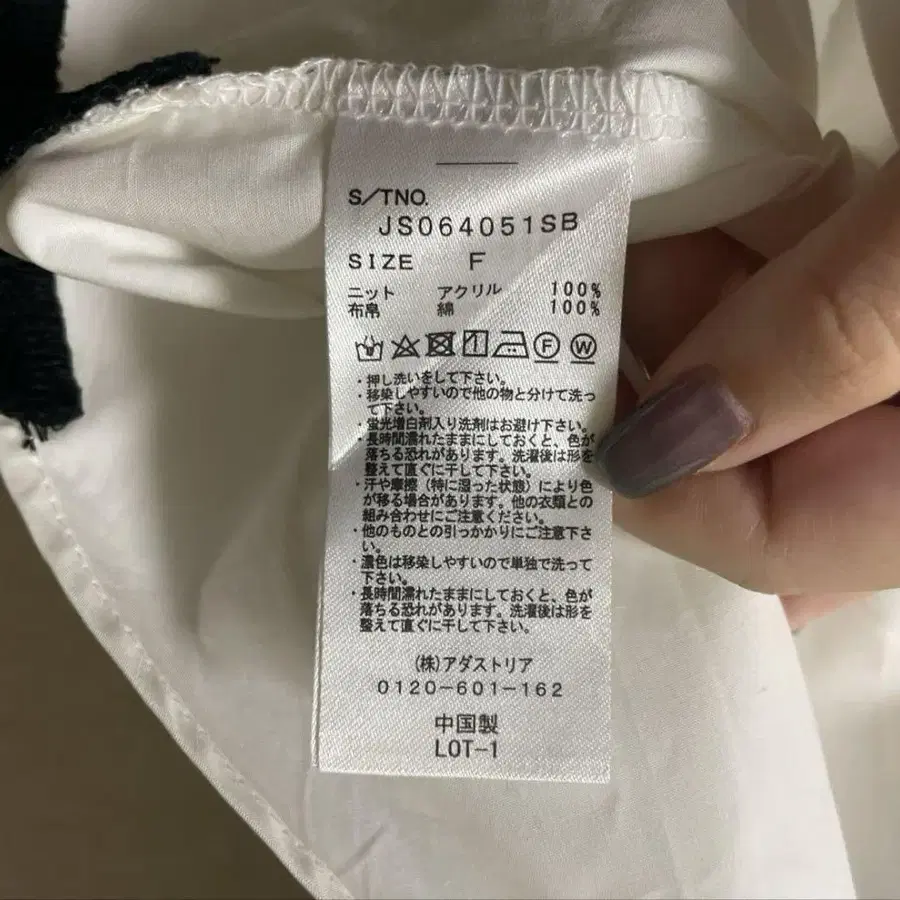 S/TNO.
JS064051SB
SIZE F
ニット アクリル 100%
布帛 綿 100%
1 F W
・押し洗いをして下さい。
・移染しやすいので他の物と分けて洗っ
て下さい。
・蛍光増白剤入り洗剤はお避け下さい。
・長時間濡れたままにしておくと、色が
落ちる恐れがあります。洗濯後は形を
整えて直ぐに干して下さい。
・汗や摩擦（特に湿った状態）により色
が移る場合があります。他の衣類との
組み合わせにご注意ください。
・他のものとの引っかかりにご注意下さ
い。
・濃色は移染しやすいので単独で洗って
下さい。
・長時間濡れたままにしておくと、色が
落ちる恐れがあります。洗濯後は形を
整えて直ぐに干して下さい。
(株)アダストリア
0120-601-162
中国製
LOT-1